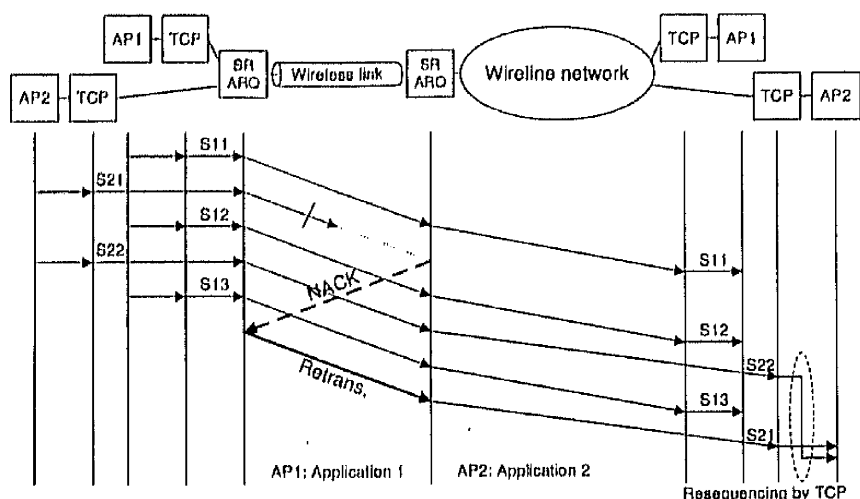 AP1
TCP
SR ARQ
Wireless link
SR ARQ
Wireline network
TCP
AP1
AP2
TCP
TCP
AP2
S11
S21
S12
S22
S13
NACK
Retrans,
S11
S12
S22
S13
S21
AP1; Application 1
AP2; Application 2
Resequencing by TCP